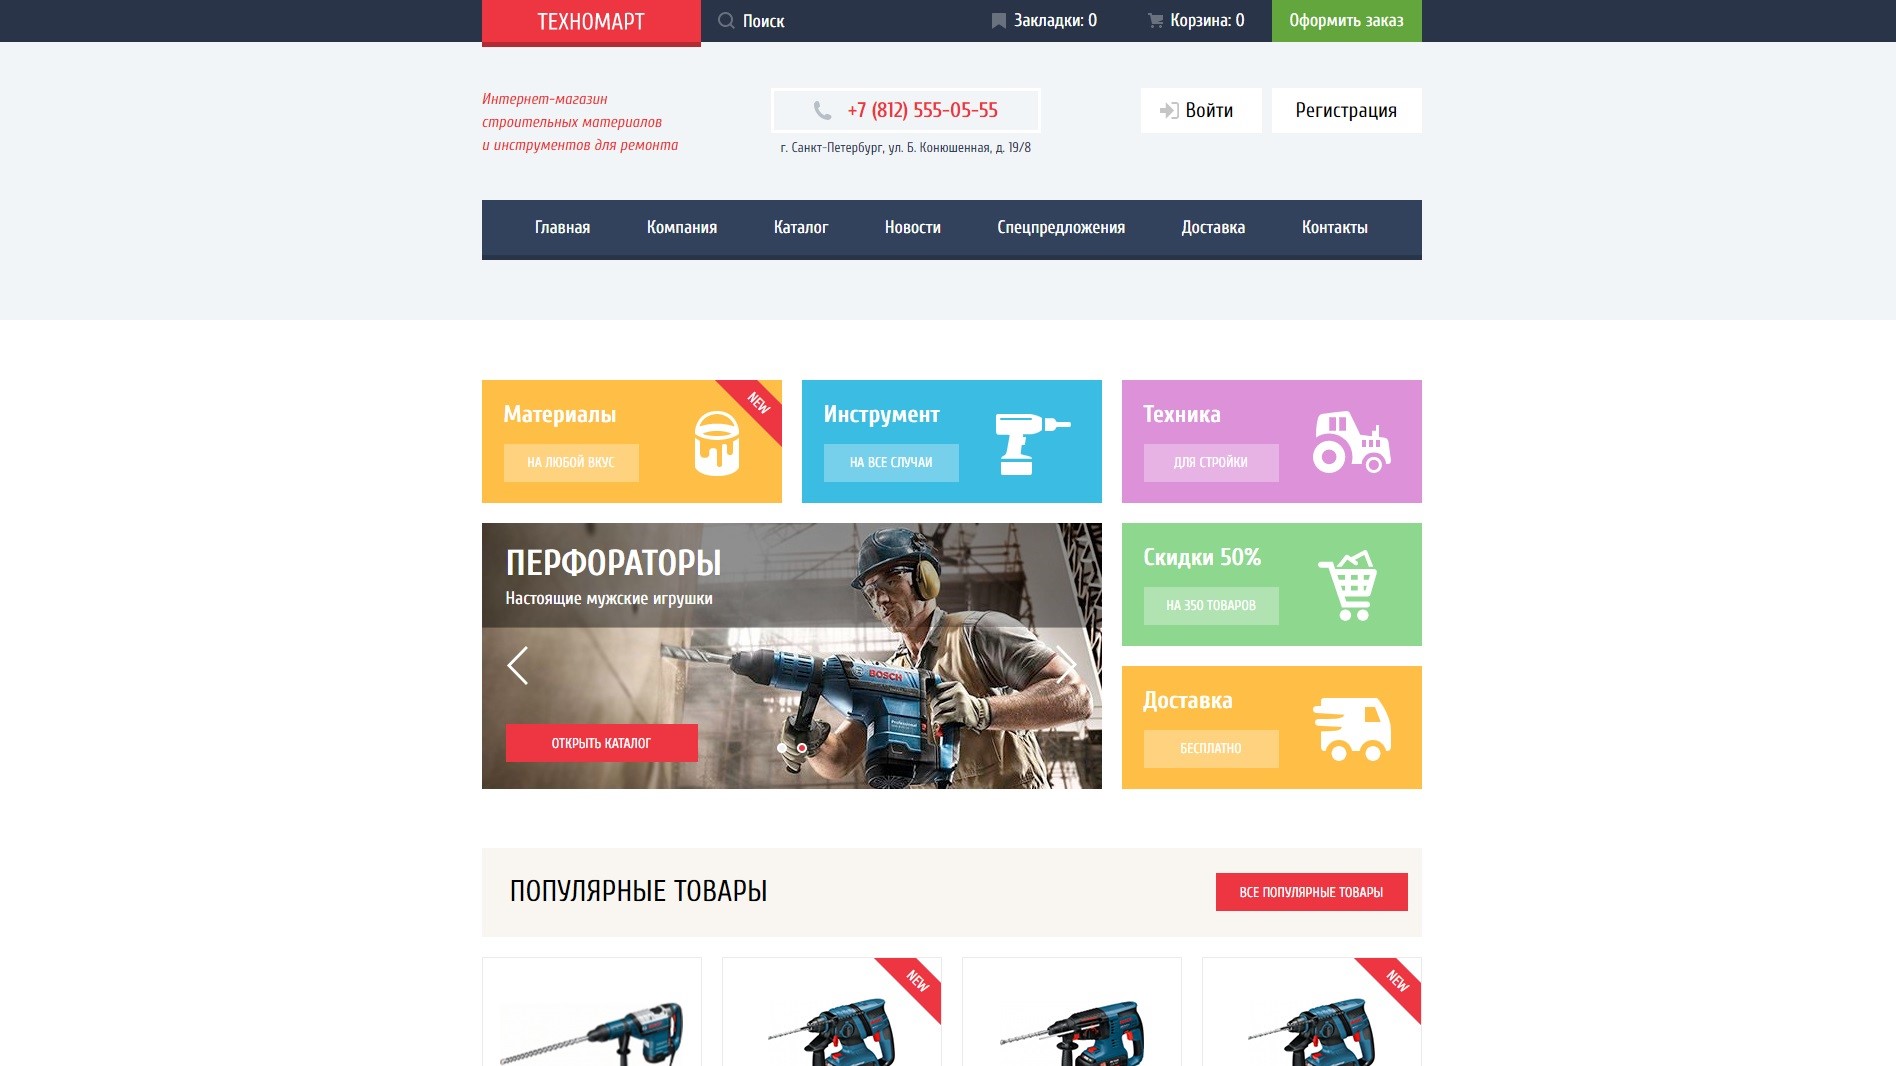 ТЕХНОМАРТ
Поиск
Закладки: 0
Корзина: 0
Оформить заказ
Интернет-магазин
строительных материалов
и инструментов для ремонта
+7 (812) 555-05-55
г. Санкт-Петербург, ул. Б. Конюшенная, д. 19/8
Войти
Регистрация
Главная
Компания
Каталог
Новости
Спецпредложения
Доставка
Контакты
Материалы
НА ЛЮБОЙ ВКУС
NEW
Инструмент
НА ВСЕ СЛУЧАИ
Техника
ДЛЯ СТРОЙКИ
ПЕРФОРАТОРЫ
Настоящие мужские игрушки
BOSCH
Professional
ОТКРЫТЬ КАТАЛОГ
Скидки 50%
НА 350 ТОВАРОВ
Доставка
БЕСПЛАТНО
ПОПУЛЯРНЫЕ ТОВАРЫ
ВСЕ ПОПУЛЯРНЫЕ ТОВАРЫ
NEW
NEW